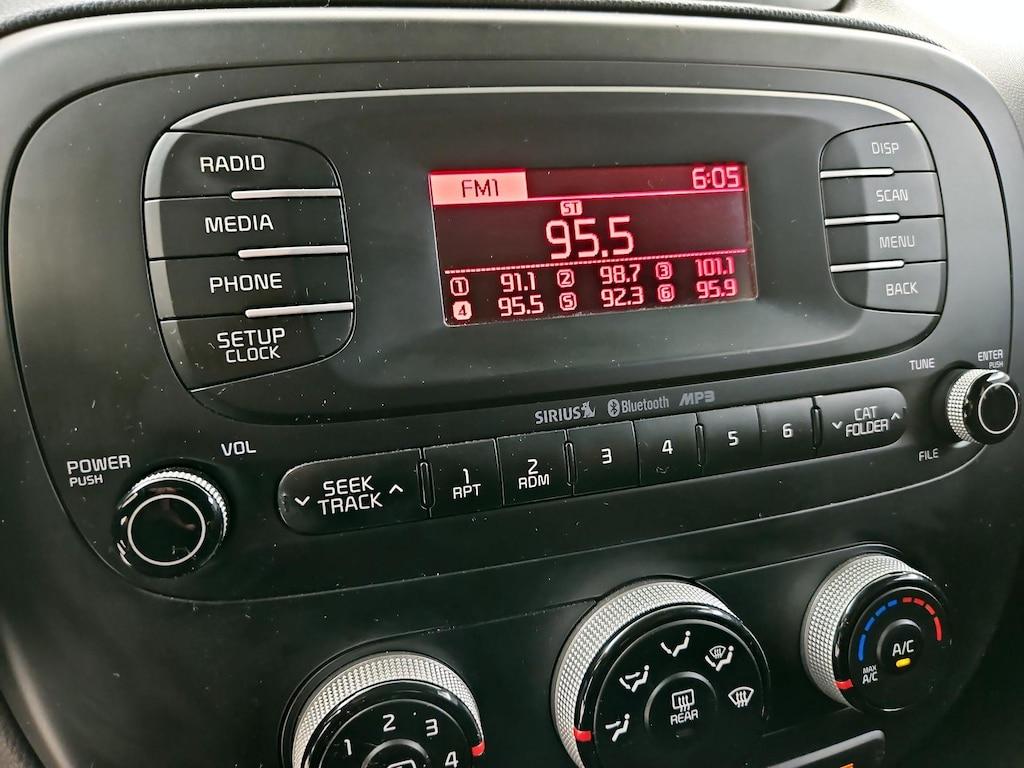 RADIO
MEDIA
PHONE
SETUP
CLOCK
FM1 6:05
ST
95.5
1 91.1 2 98.7 3 101.1
4 95.5 5 92.3 6 95.9
DISP
SCAN
MENU
BACK
TUNE
ENTER
PUSH
FILE
SIRIUS Bluetooth MP3
POWER
PUSH
VOL
SEEK
TRACK
1
RPT
2
RDM
3
4
5
6
CAT
FOLDER
1 2 3 4
REAR
A/C
MAX
A/C